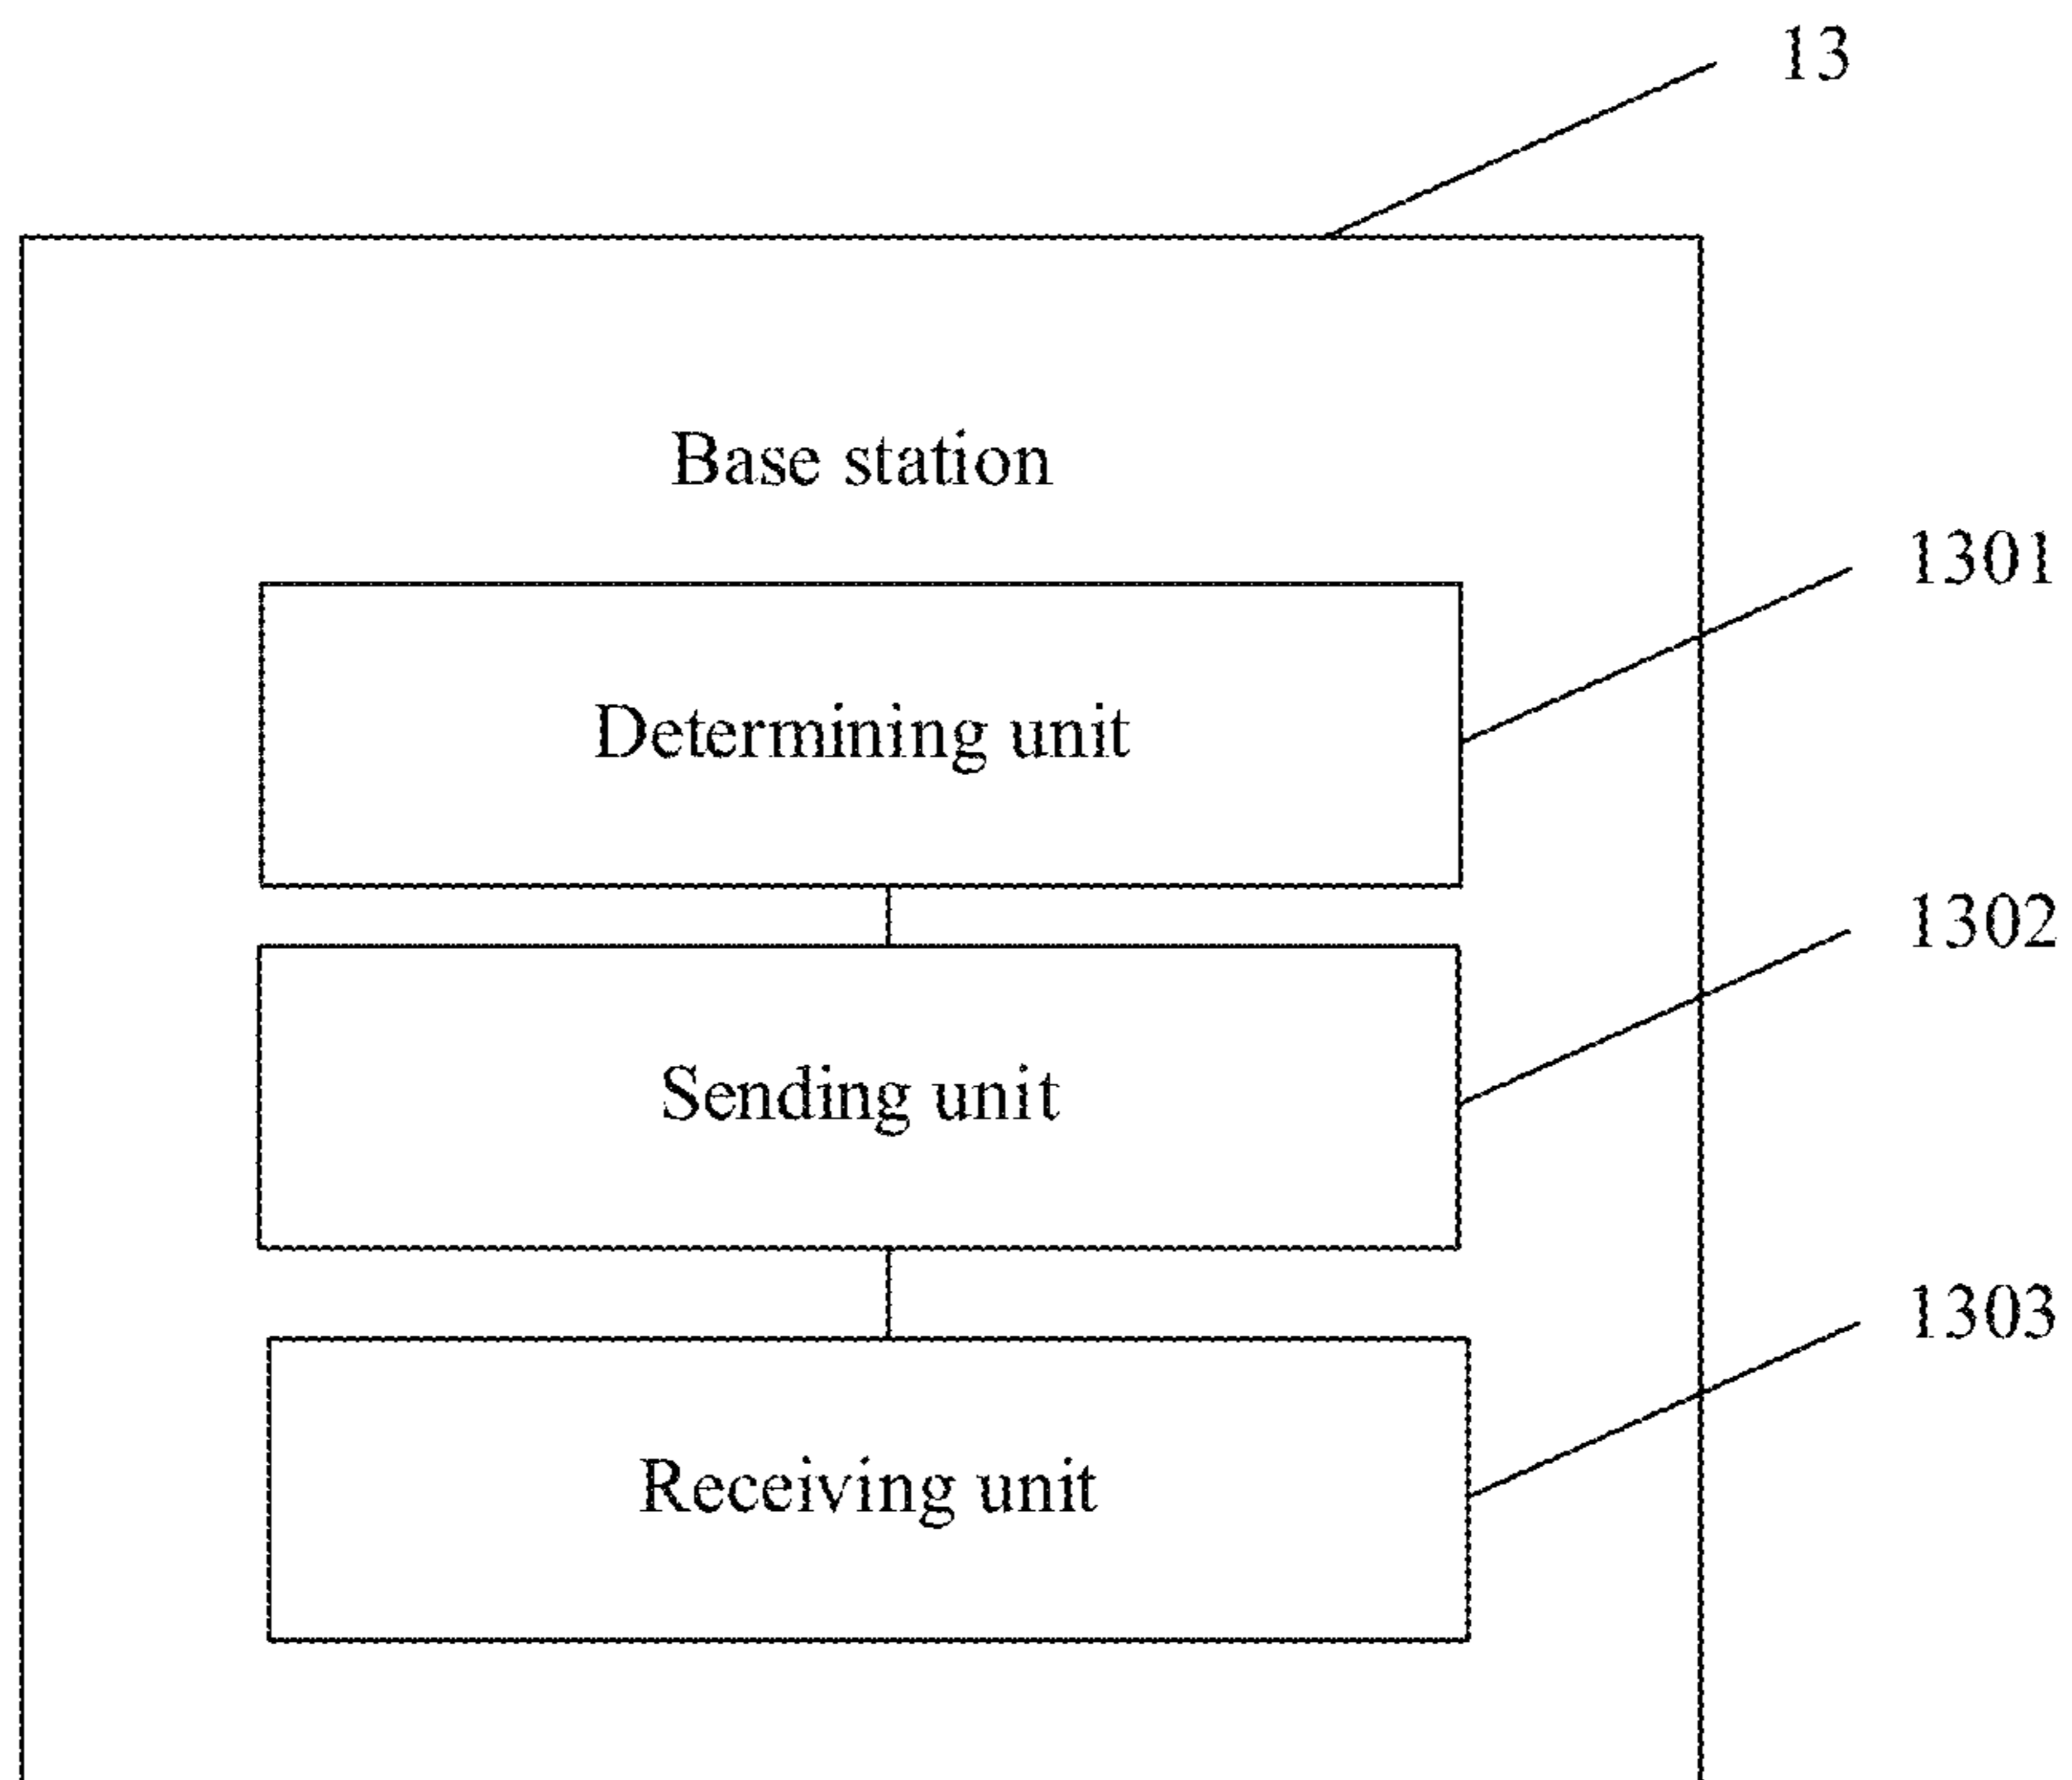 13
Base station
1301
Determining unit
1302
Sending unit
1303
Receiving unit